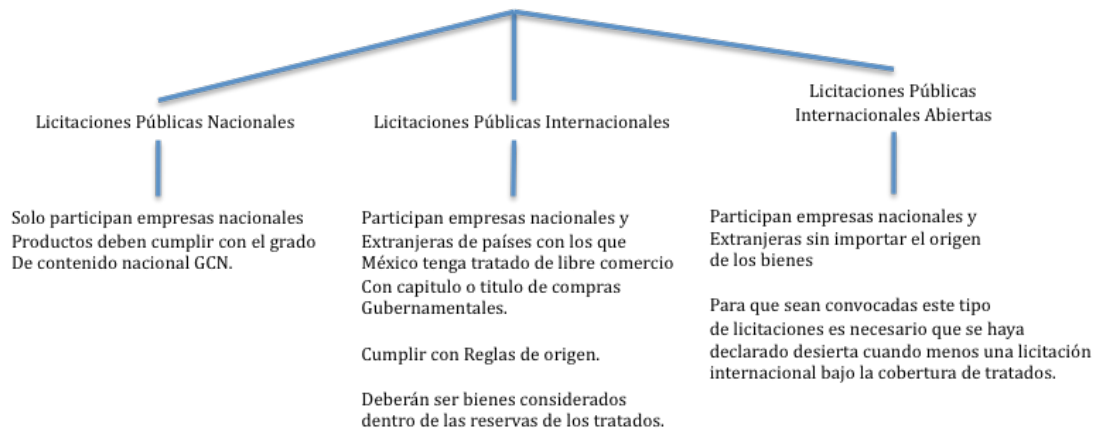 Licitaciones Públicas Nacionales
Solo participan empresas nacionales
Productos deben cumplir con el grado
De contenido nacional GCN.
Licitaciones Públicas Internacionales
Participan empresas nacionales y
Extranjeras de países con los que
México tenga tratado de libre comercio
Con capitulo o titulo de compras
Gubernamentales.
Cumplir con Reglas de origen.
Deberán ser bienes considerados
dentro de las reservas de los tratados.
Licitaciones Públicas
Internacionales Abiertas
Participan empresas nacionales y
Extranjeras sin importar el origen
de los bienes
Para que sean convocadas este tipo
de licitaciones es necesario que se haya
declarado desierta cuando menos una licitación
internacional bajo la cobertura de tratados.